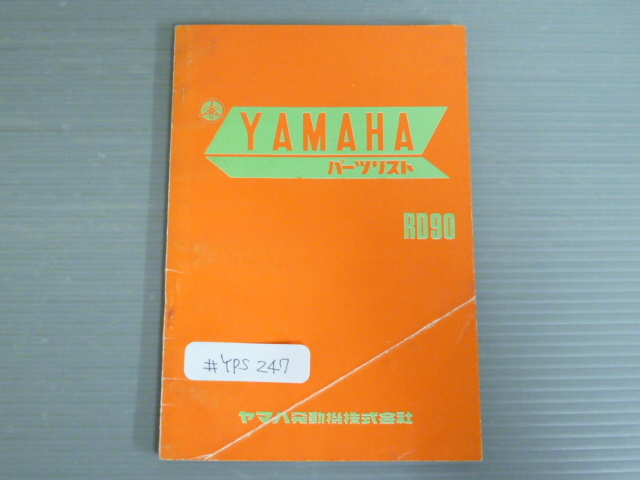 YAMAHA
パーツリスト
RD90
#YPS 247
ヤマハ発動機株式会社